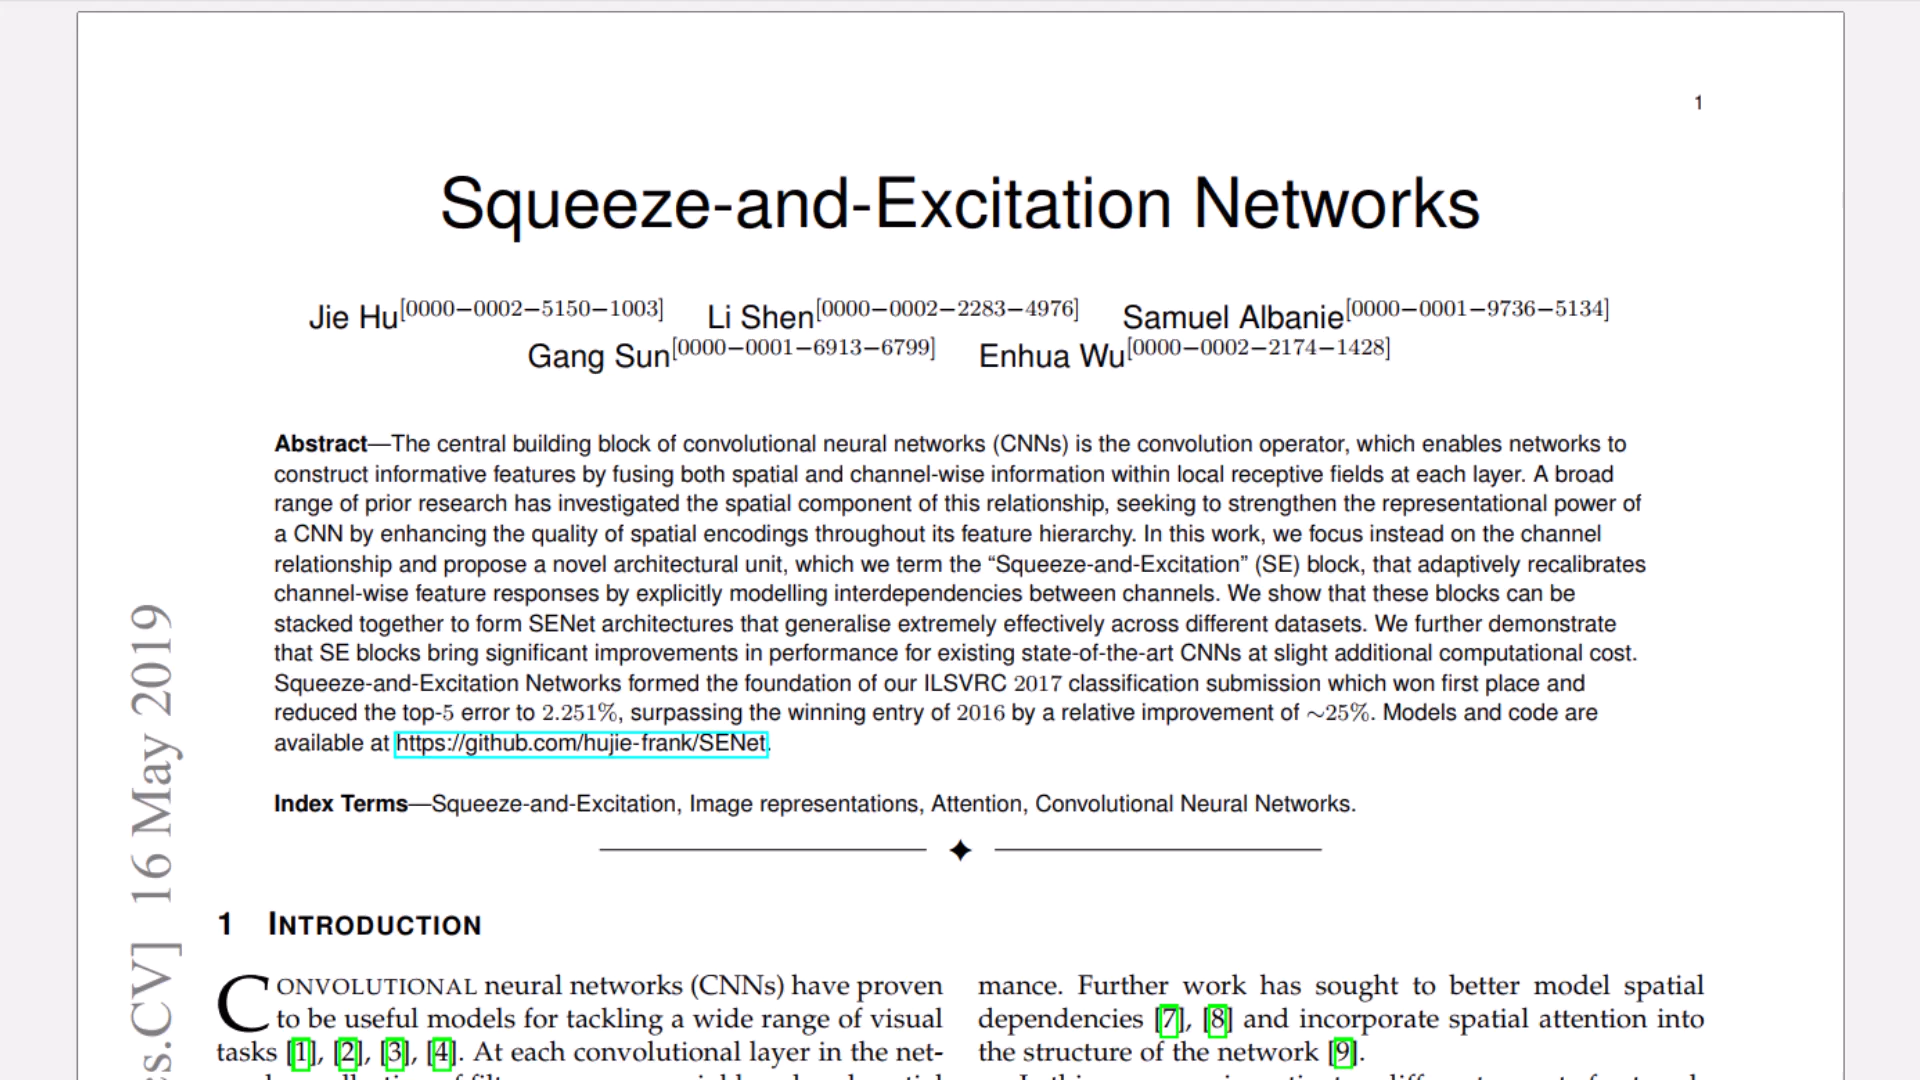 1
Squeeze-and-Excitation Networks
Jie Hu[0000−0002−5150−1003] Li Shen[0000−0002−2283−4976] Samuel Albanie[0000−0001−9736−5134]
Gang Sun[0000−0001−6913−6799] Enhua Wu[0000−0002−2174−1428]
Abstract—The central building block of convolutional neural networks (CNNs) is the convolution operator, which enables networks to
construct informative features by fusing both spatial and channel-wise information within local receptive fields at each layer. A broad
range of prior research has investigated the spatial component of this relationship, seeking to strengthen the representational power of
a CNN by enhancing the quality of spatial encodings throughout its feature hierarchy. In this work, we focus instead on the channel
relationship and propose a novel architectural unit, which we term the “Squeeze-and-Excitation” (SE) block, that adaptively recalibrates
channel-wise feature responses by explicitly modelling interdependencies between channels. We show that these blocks can be
stacked together to form SENet architectures that generalise extremely effectively across different datasets. We further demonstrate
that SE blocks bring significant improvements in performance for existing state-of-the-art CNNs at slight additional computational cost.
Squeeze-and-Excitation Networks formed the foundation of our ILSVRC 2017 classification submission which won first place and
reduced the top-5 error to 2.251%, surpassing the winning entry of 2016 by a relative improvement of ∼25%. Models and code are
available at https://github.com/hujie-frank/SENet.
Index Terms—Squeeze-and-Excitation, Image representations, Attention, Convolutional Neural Networks.
s.CV] 16 May 2019
1 INTRODUCTION
CONVOLUTIONAL neural networks (CNNs) have proven
to be useful models for tackling a wide range of visual
tasks [1], [2], [3], [4]. At each convolutional layer in the net-
mance. Further work has sought to better model spatial
dependencies [7], [8] and incorporate spatial attention into
the structure of the network [9].